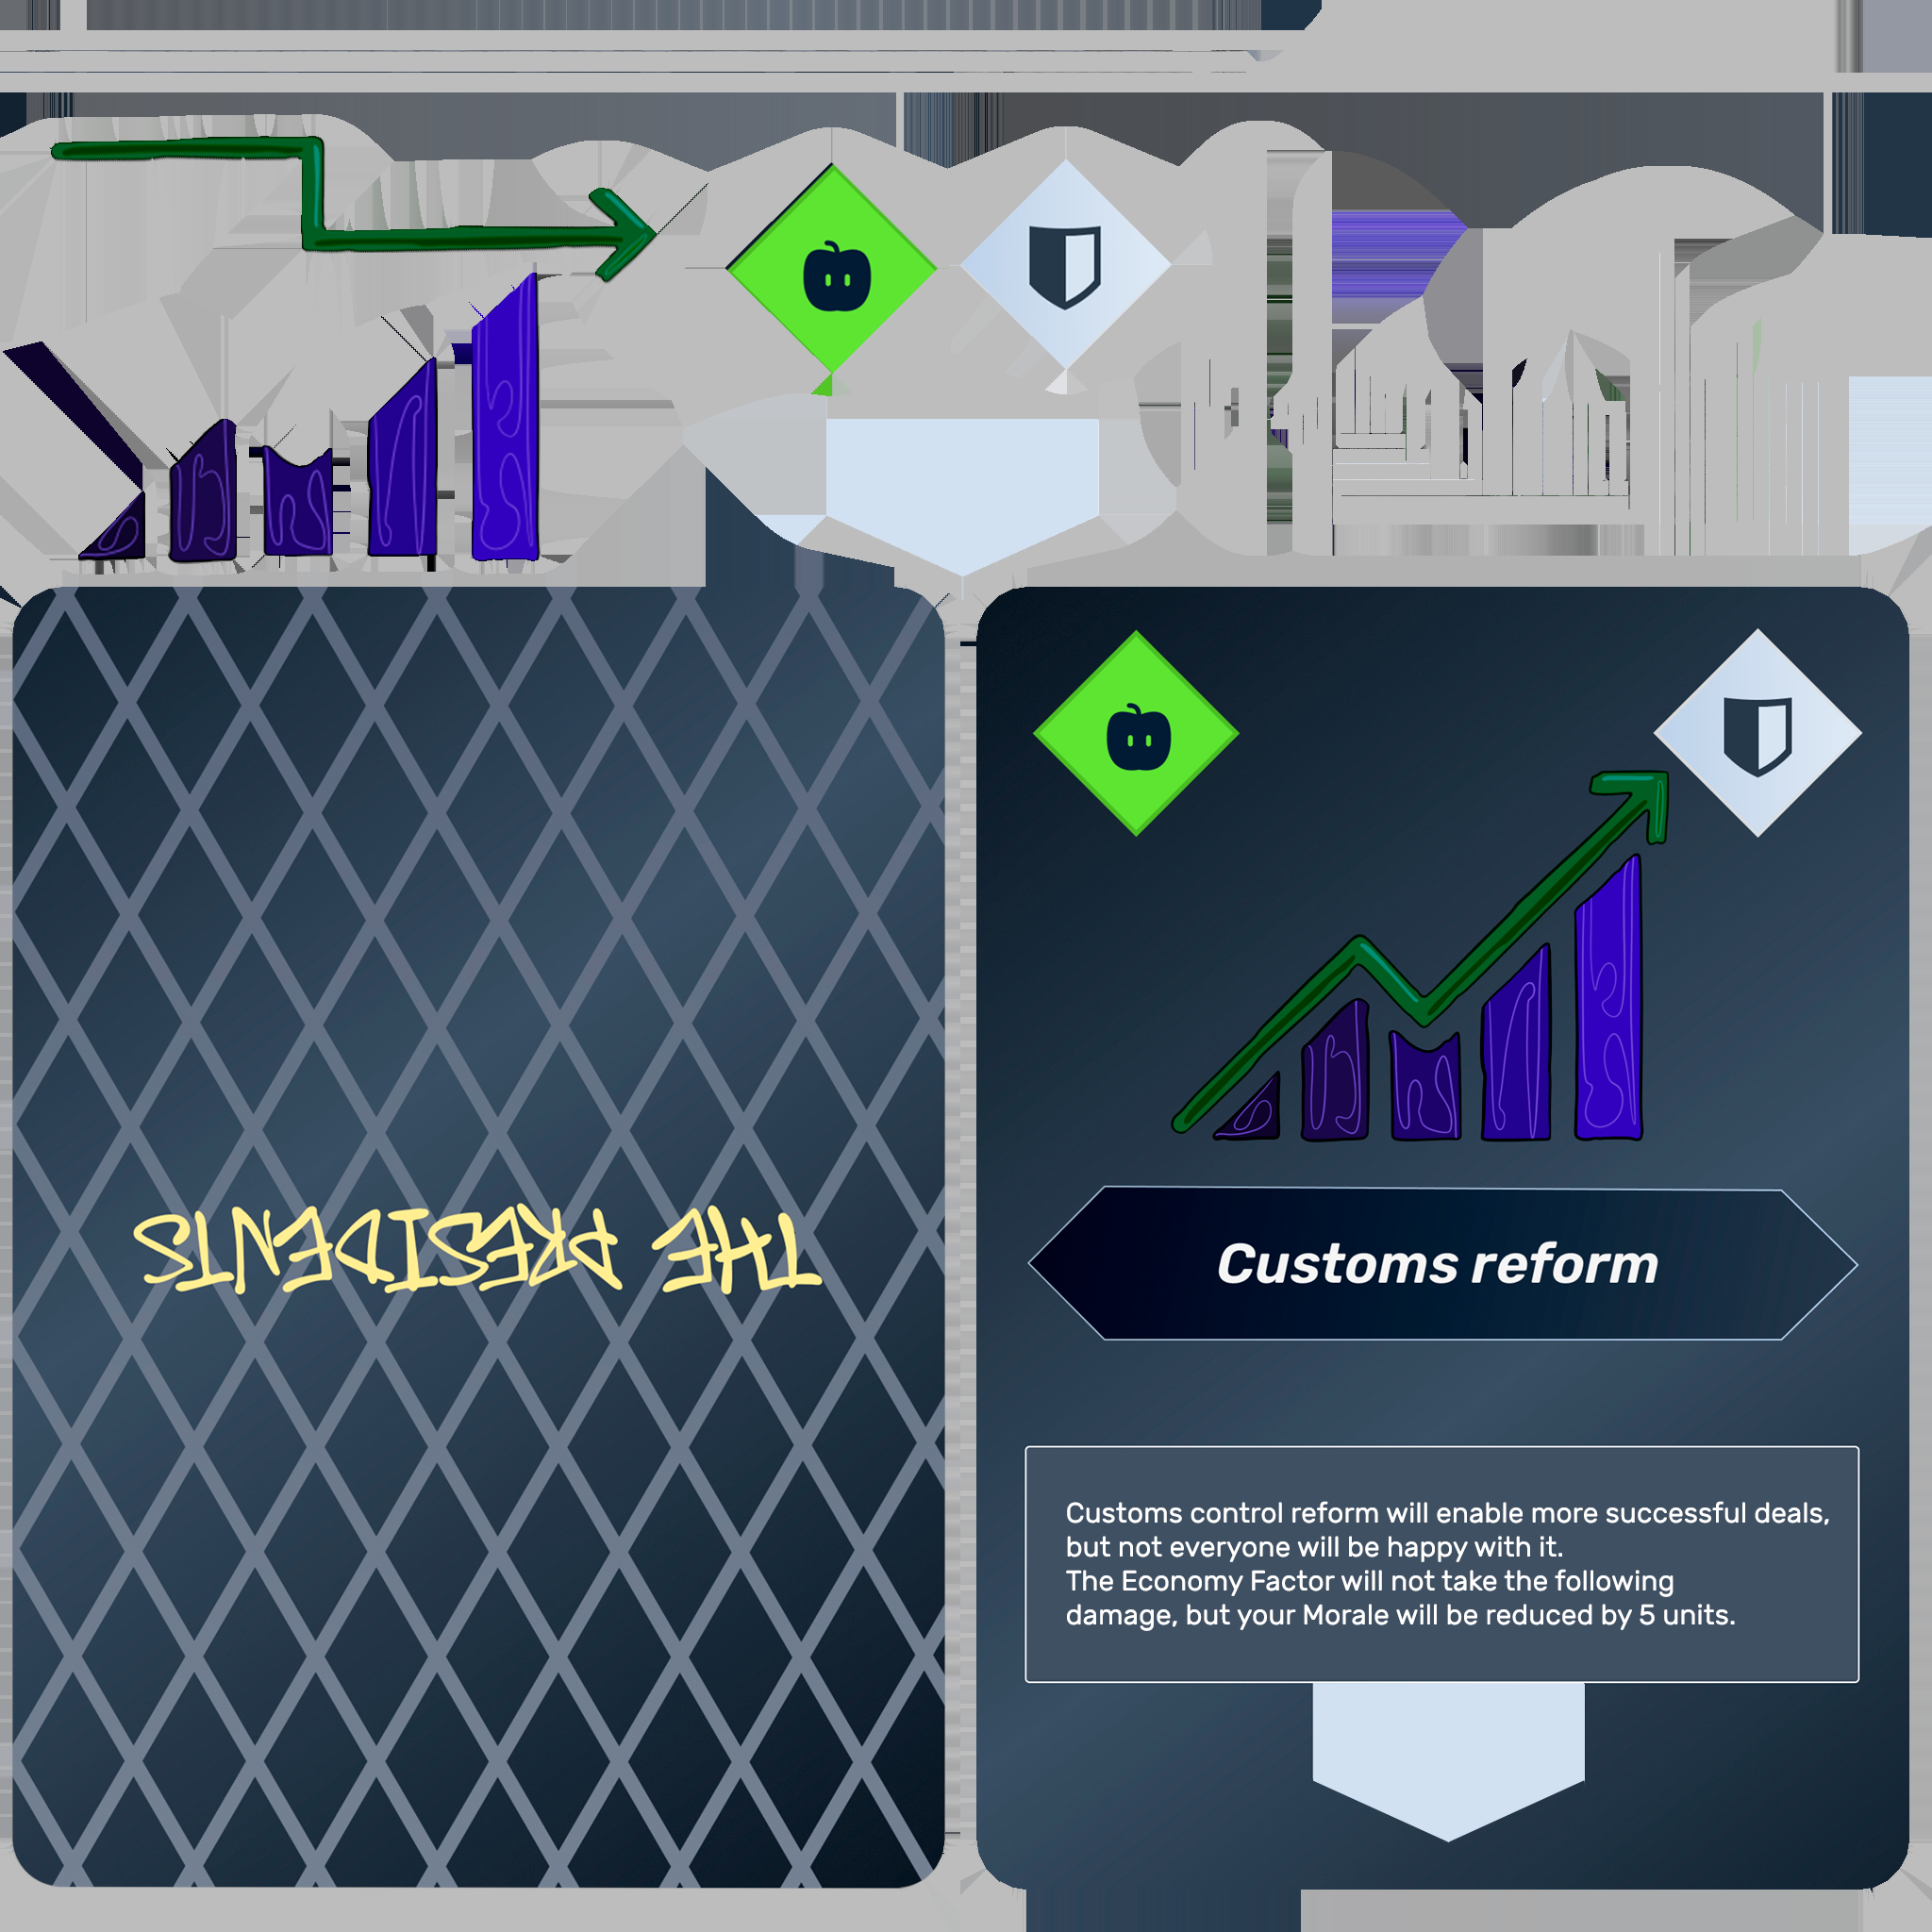 THE PRESIDENTS
Customs reform
Customs control reform will enable more successful deals,
but not everyone will be happy with it.
The Economy Factor will not take the following
damage, but your Morale will be reduced by 5 units.